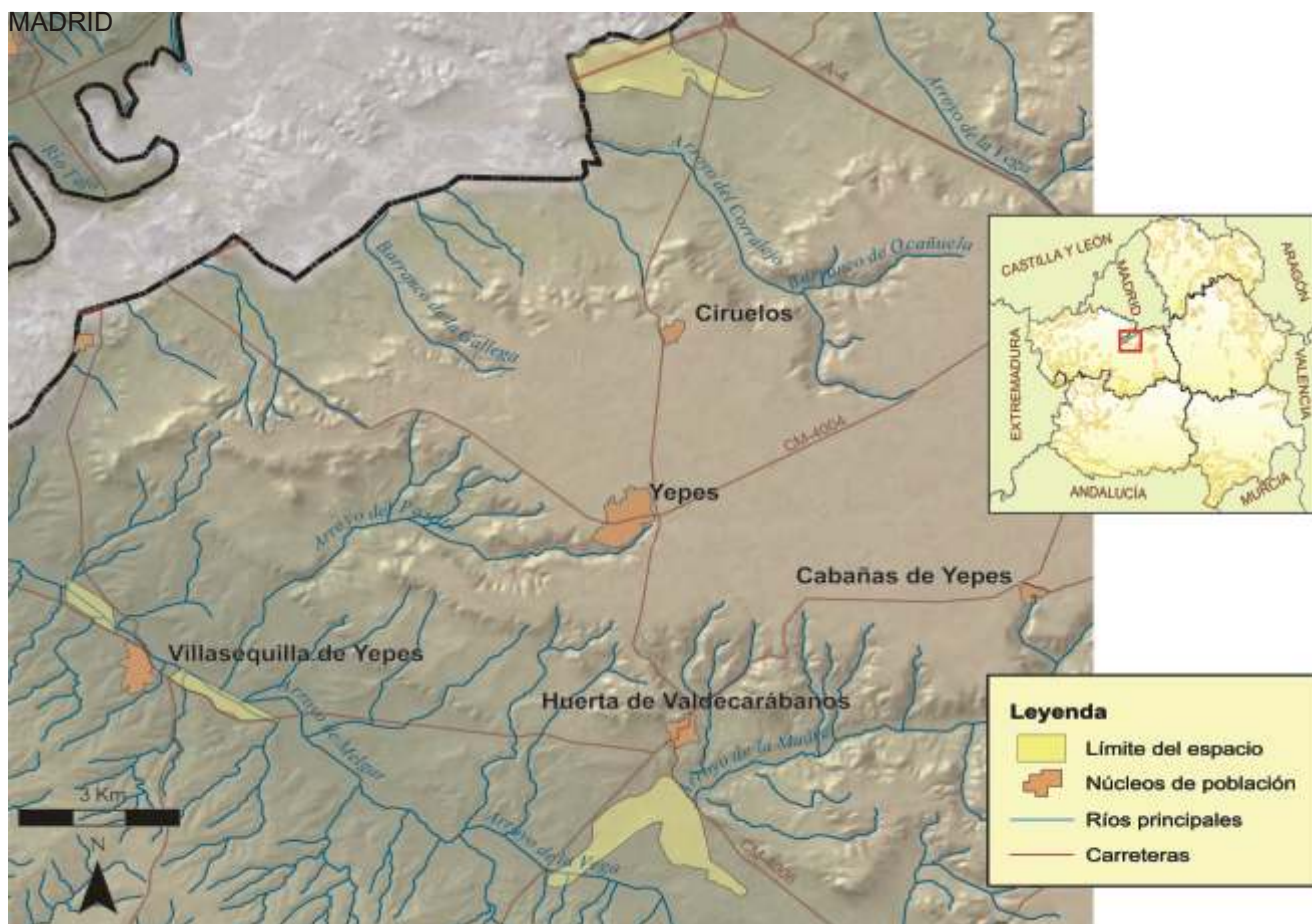 MADRID
A-4
Arroyo de la Vega
Río Tajo
Arroyo del Corralejo
Barranco de Ocañuela
Barranco de la Gallega
Ciruelos
CM-4004
Yepes
Arroyo del
Cabañas de Yepes
Villasequilla de Yepes
Huerta de Valdecarábanos
Arroyo de Melgar
Arroyo de la Madre
Arroyo de la Vega
CM-4006
3 Km
N
CASTILLA Y LEÓN
MADRID
ARAGÓN
EXTREMADURA
VALENCIA
ANDALUCÍA
MURCIA
Leyenda
Límite del espacio
Núcleos de población
Ríos principales
Carreteras